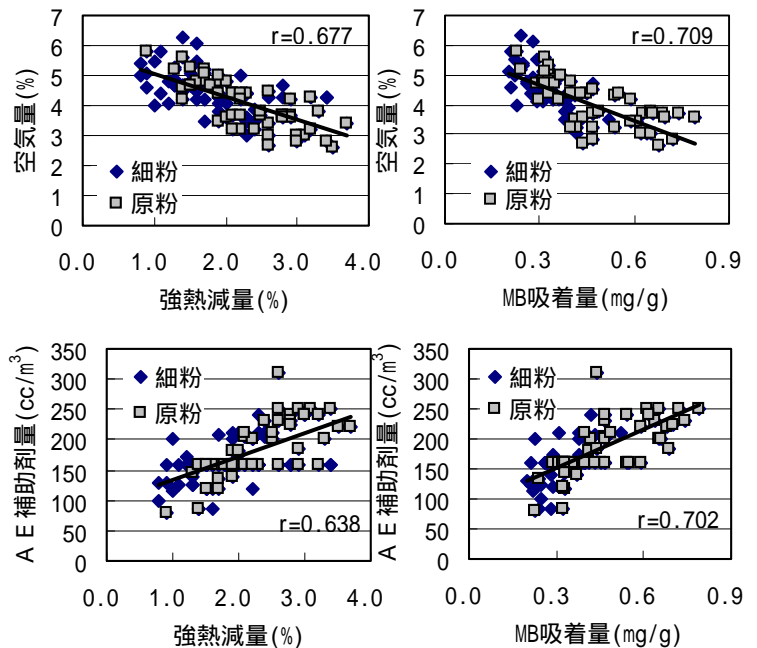 7
6
5
4
3
2
1
0
空気量(%)
r=0.677
細粉
原粉
0.0 1.0 2.0 3.0 4.0
強熱減量(%)
7
6
5
4
3
2
1
0
空気量(%)
r=0.709
細粉
原粉
0.0 0.3 0.6 0.9
MB吸着量(mg/g)
350
300
250
200
150
100
50
0
ＡＥ補助剤量(cc/m³)
細粉
原粉
r=0.638
0.0 1.0 2.0 3.0 4.0
強熱減量(%)
350
300
250
200
150
100
50
0
ＡＥ補助剤量(cc/m³)
細粉
原粉
r=0.702
0.0 0.3 0.6 0.9
MB吸着量(mg/g)